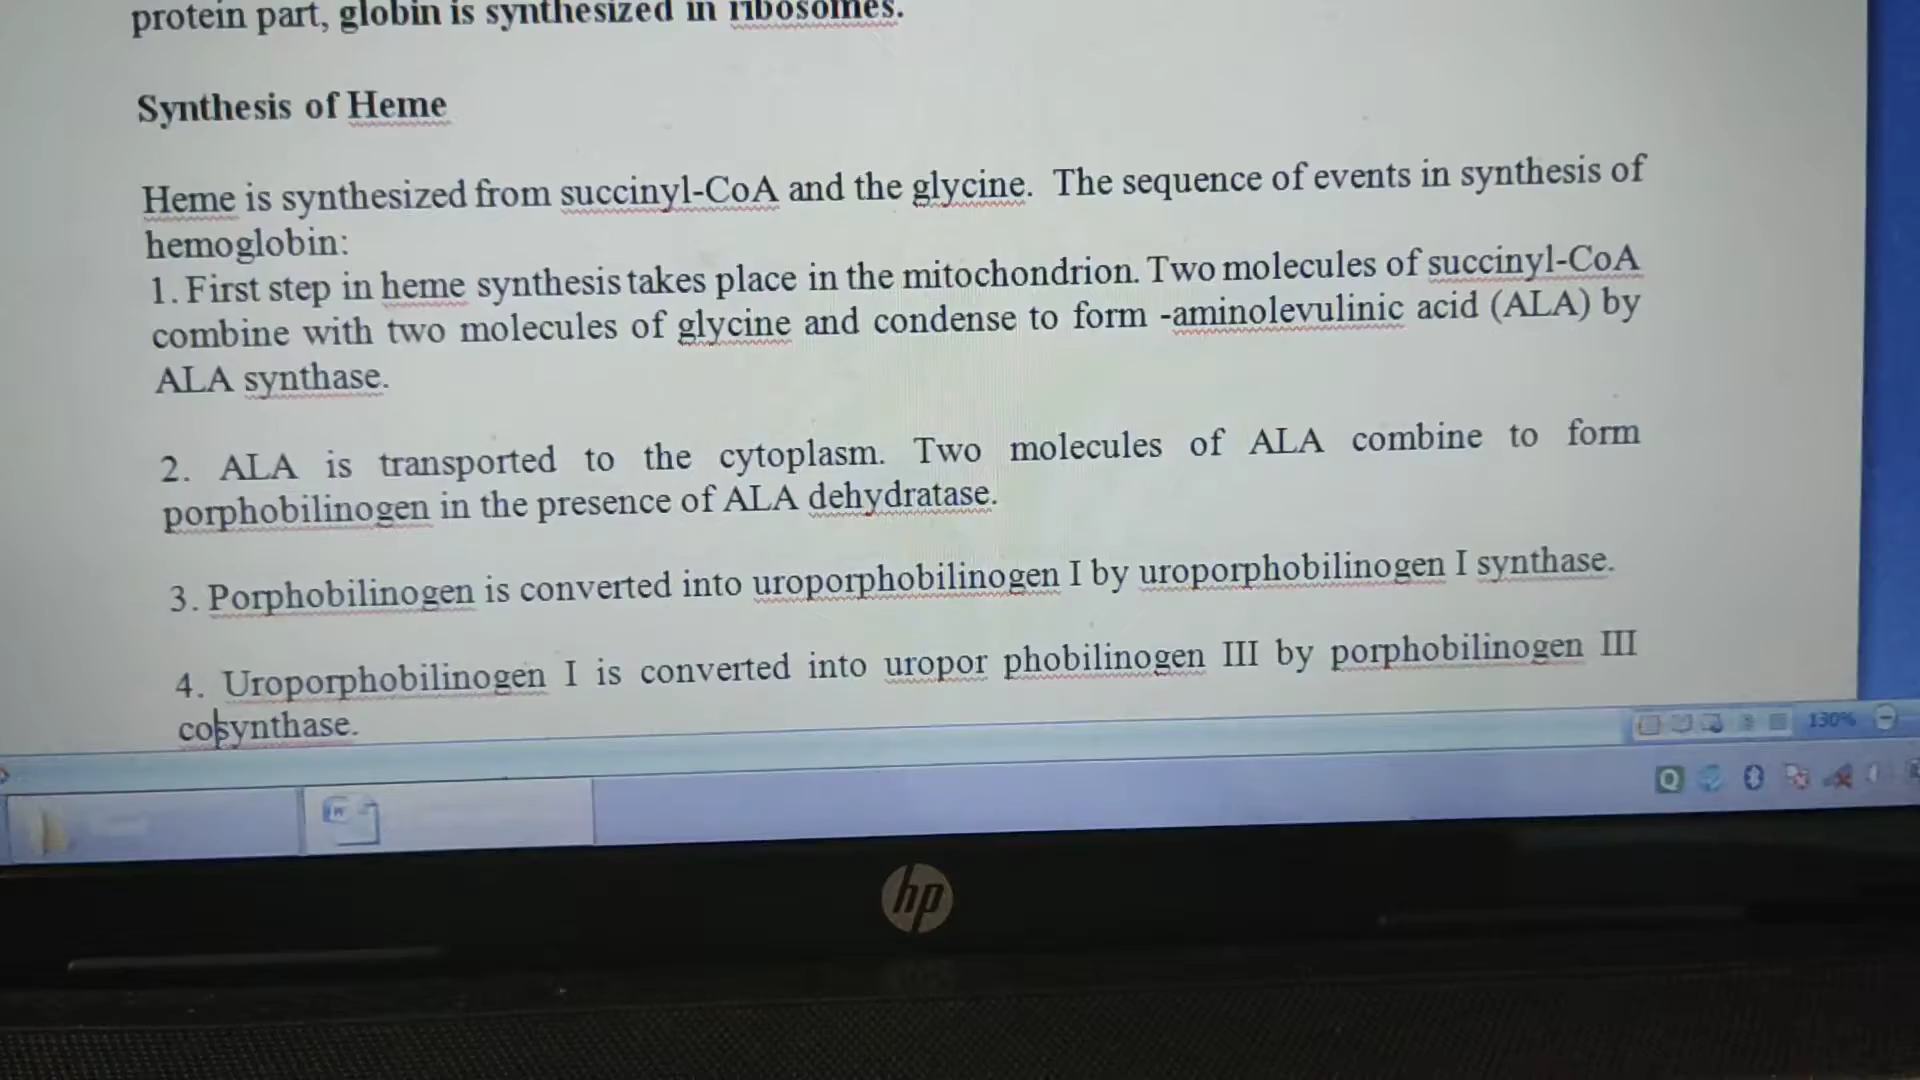 protein part, globin is synthesized in ribosomes.
Synthesis of Heme
Heme is synthesized from succinyl-CoA and the glycine. The sequence of events in synthesis of
hemoglobin:
1. First step in heme synthesis takes place in the mitochondrion. Two molecules of succinyl-CoA
combine with two molecules of glycine and condense to form -aminolevulinic acid (ALA) by
ALA synthase.
2. ALA is transported to the cytoplasm. Two molecules of ALA combine to form
porphobilinogen in the presence of ALA dehydratase.
3. Porphobilinogen is converted into uroporphobilinogen I by uroporphobilinogen I synthase.
4. Uroporphobilinogen I is converted into uropor phobilinogen III by porphobilinogen III
cosynthase.
130%
hp